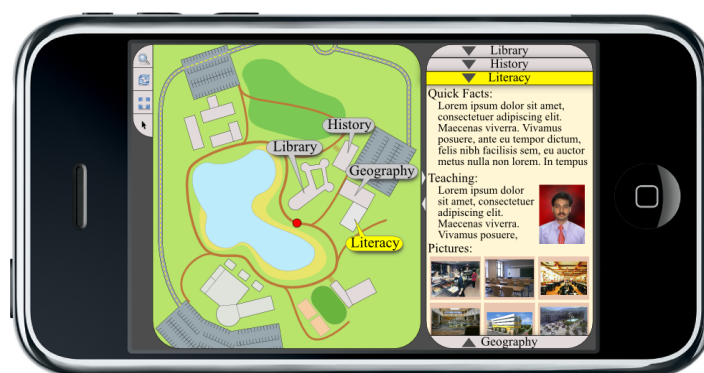 History
Library
Geography
Literacy
Library
History
Literacy
Quick Facts:
Lorem ipsum dolor sit amet,
consectetuer adipiscing elit.
Maecenas viverra. Vivamus
posuere, ante eu tempor dictum,
felis nibh facilisis sem, eu auctor
metus nulla non lorem. In tempus
Teaching:
Lorem ipsum dolor
sit amet, consectetuer
adipiscing elit.
Maecenas viverra.
Vivamus posuere,
Pictures:
Geography